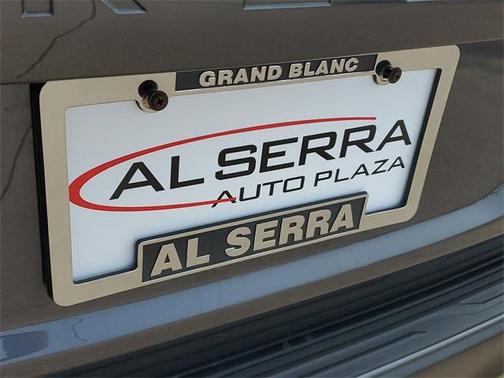 GRAND BLANC
AL SERRA
AUTO PLAZA
AL SERRA